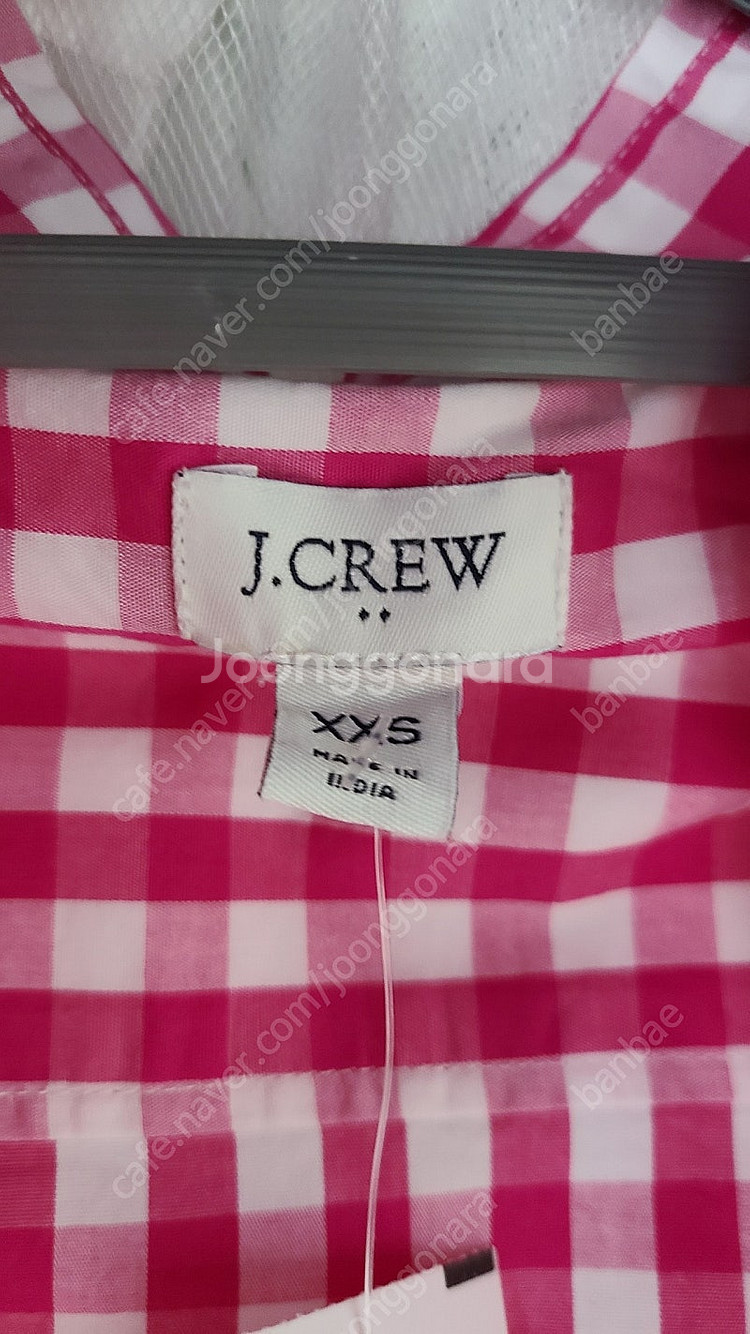 J.CREW
Joonggonara
XXS
MADE IN
INDIA
cafe.naver.com/joonggonara
banbae
cafe.naver.com/joonggonara
banbae
cafe.naver.com/joonggonara
banbae